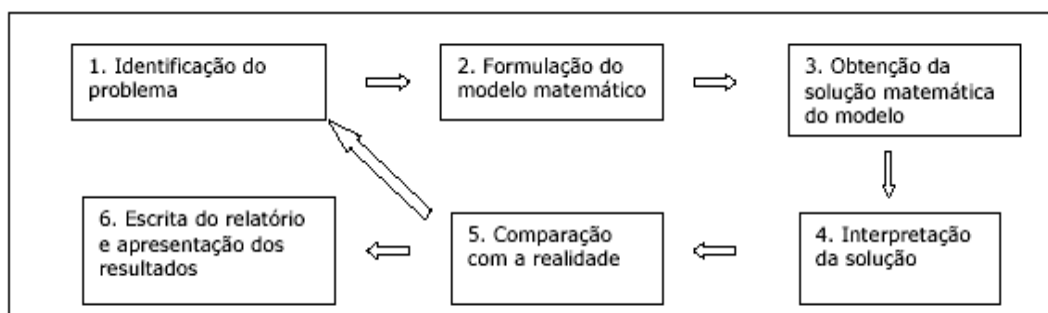 1. Identificação do
problema
2. Formulação do
modelo matemático
3. Obtenção da
solução matemática
do modelo
4. Interpretação
da solução
5. Comparação
com a realidade
6. Escrita do relatório
e apresentação dos
resultados